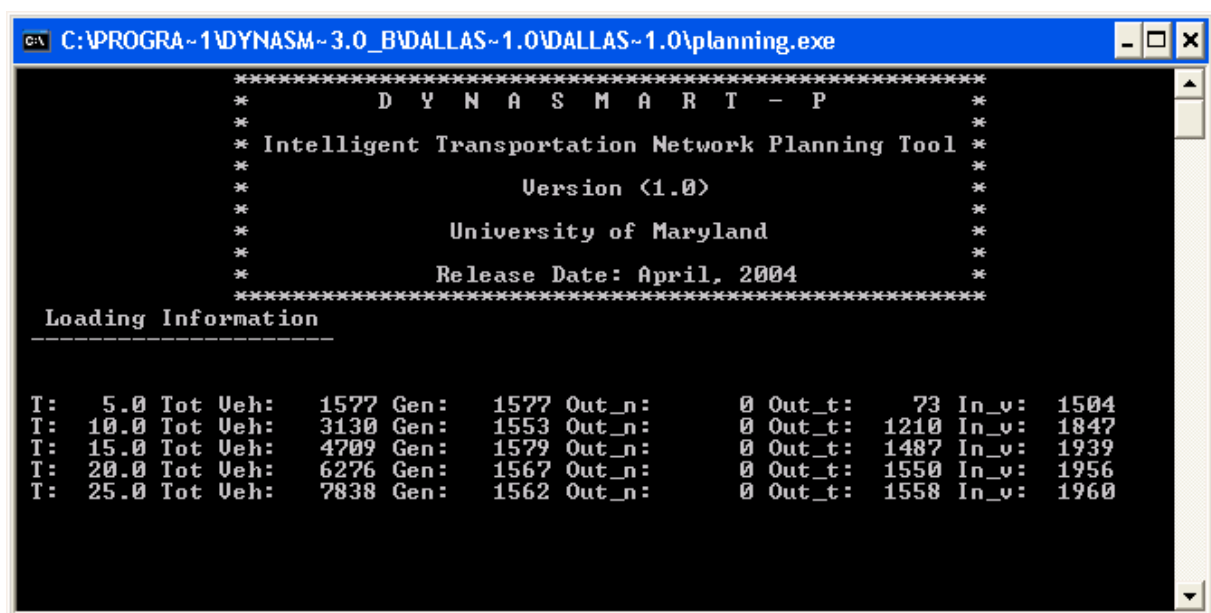 C:\PROGRA~1\DYNASM~3.0_B\DALLAS~1.0\DALLAS~1.0\planning.exe
*****************************************************
* D Y N A S M A R T - P *
* *
* Intelligent Transportation Network Planning Tool *
* *
* Version (1.0) *
* *
* University of Maryland *
* *
* Release Date: April, 2004 *
*****************************************************
Loading Information
---------------------
T: 5.0 Tot Veh: 1577 Gen: 1577 Out_n: 0 Out_t: 73 In_v: 1504
T: 10.0 Tot Veh: 3130 Gen: 1553 Out_n: 0 Out_t: 1210 In_v: 1847
T: 15.0 Tot Veh: 4709 Gen: 1579 Out_n: 0 Out_t: 1487 In_v: 1939
T: 20.0 Tot Veh: 6276 Gen: 1567 Out_n: 0 Out_t: 1550 In_v: 1956
T: 25.0 Tot Veh: 7838 Gen: 1562 Out_n: 0 Out_t: 1558 In_v: 1960